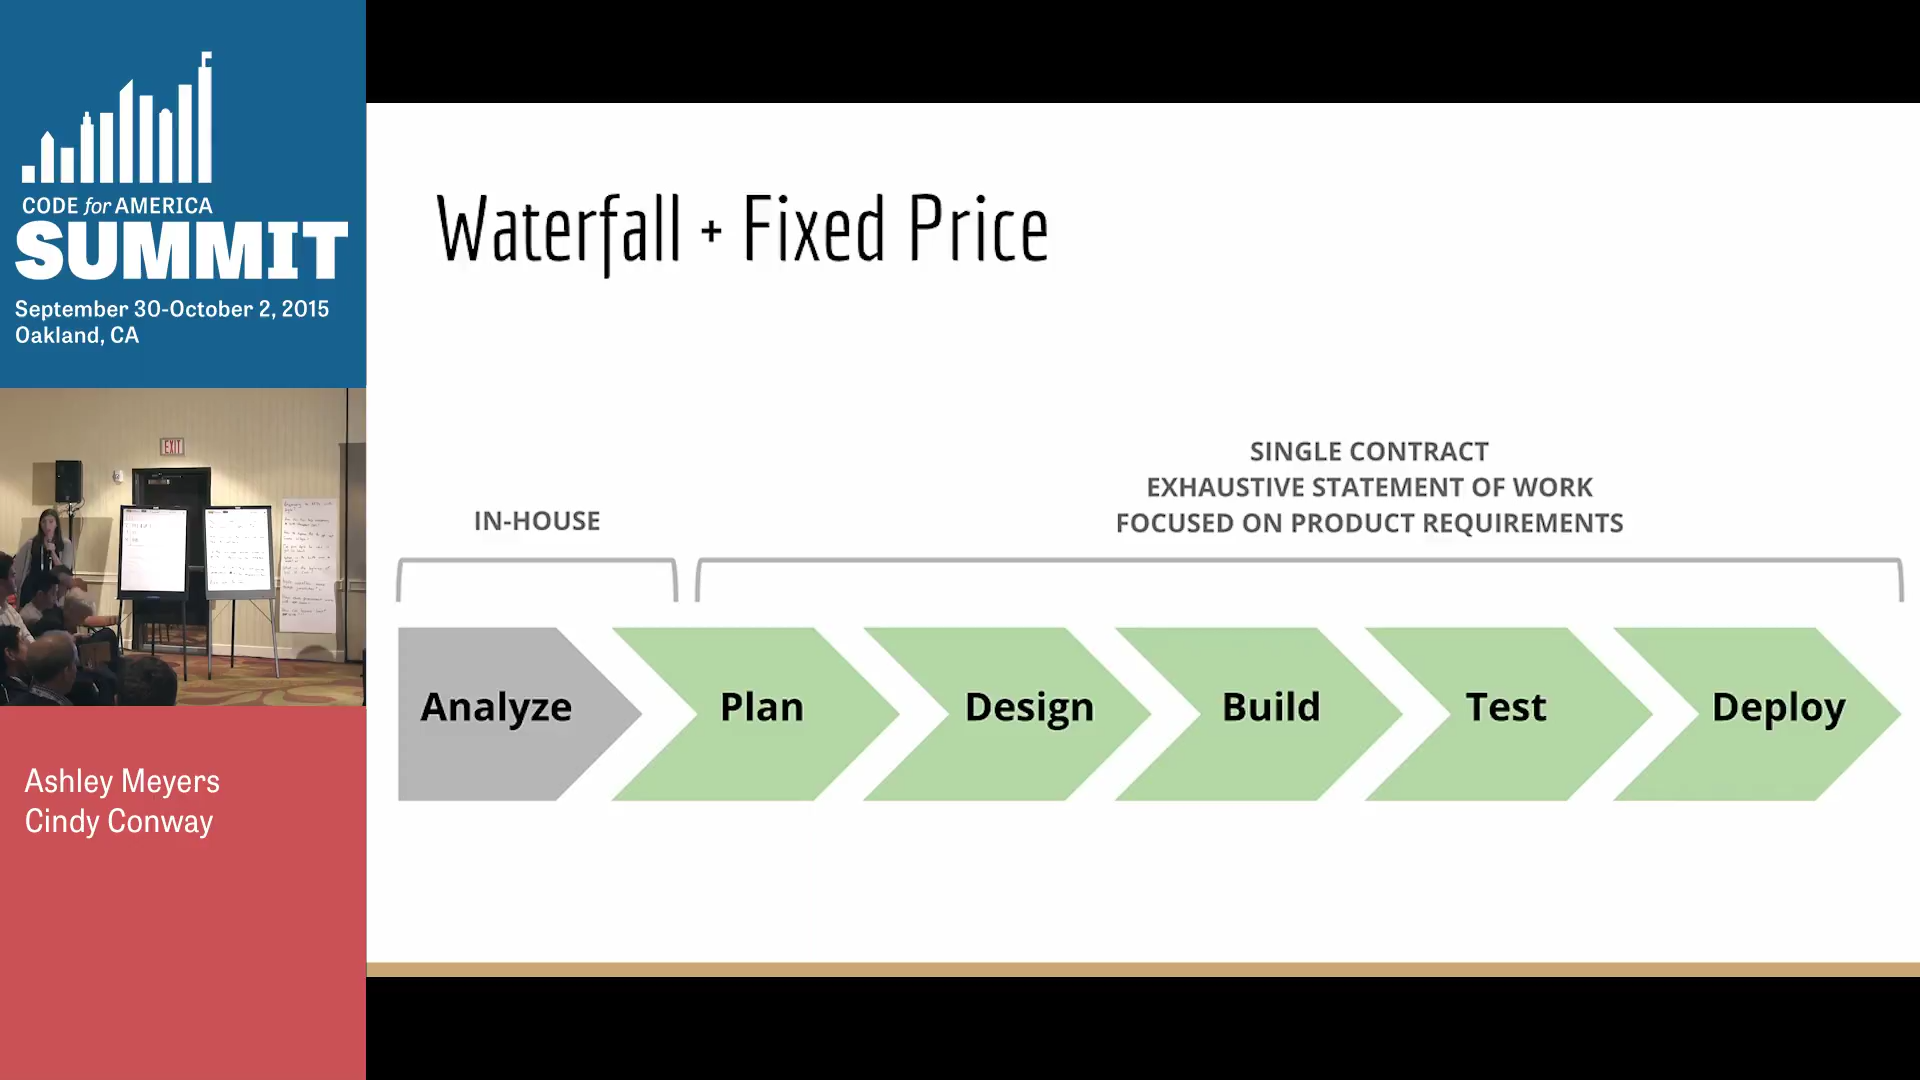 CODE for AMERICA
SUMMIT
September 30-October 2, 2015
Oakland, CA
EXIT
Ashley Meyers
Cindy Conway
Waterfall + Fixed Price
IN-HOUSE
SINGLE CONTRACT
EXHAUSTIVE STATEMENT OF WORK
FOCUSED ON PRODUCT REQUIREMENTS
Analyze
Plan
Design
Build
Test
Deploy